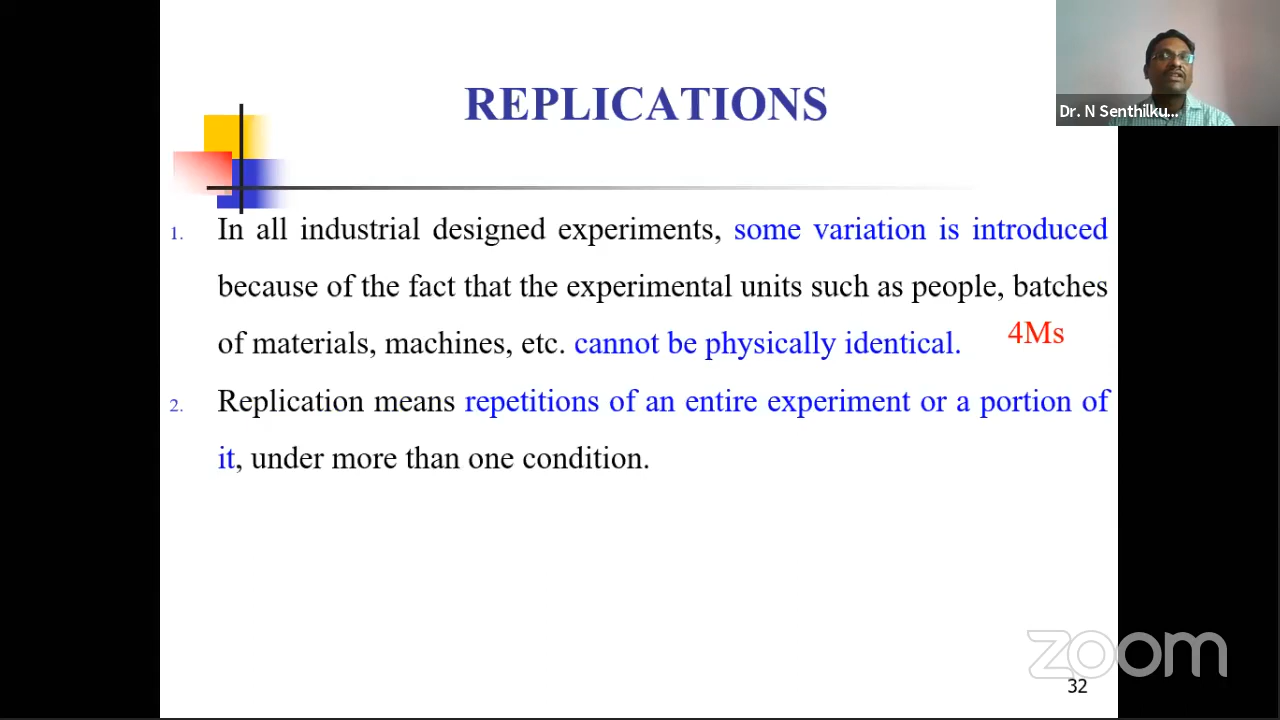 REPLICATIONS
Dr. N Senthilku...
1. In all industrial designed experiments, some variation is introduced
because of the fact that the experimental units such as people, batches
of materials, machines, etc. cannot be physically identical.
4Ms
2. Replication means repetitions of an entire experiment or a portion of
it, under more than one condition.
zoom
32